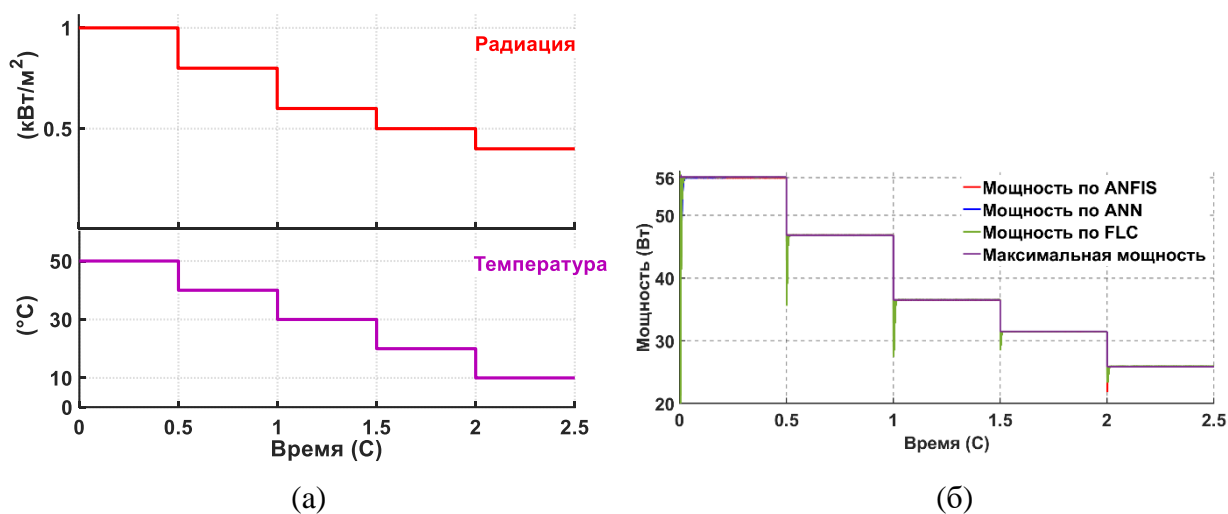 1
0.5
(кВт/м²)
Радиация
50
30
10
0
(°C)
Температура
0 0.5 1 1.5 2 2.5
Время (С)
(а)
56
50
40
30
20
Мощность (Вт)
Мощность по ANFIS
Мощность по ANN
Мощность по FLC
Максимальная мощность
0 0.5 1 1.5 2 2.5
Время (С)
(б)